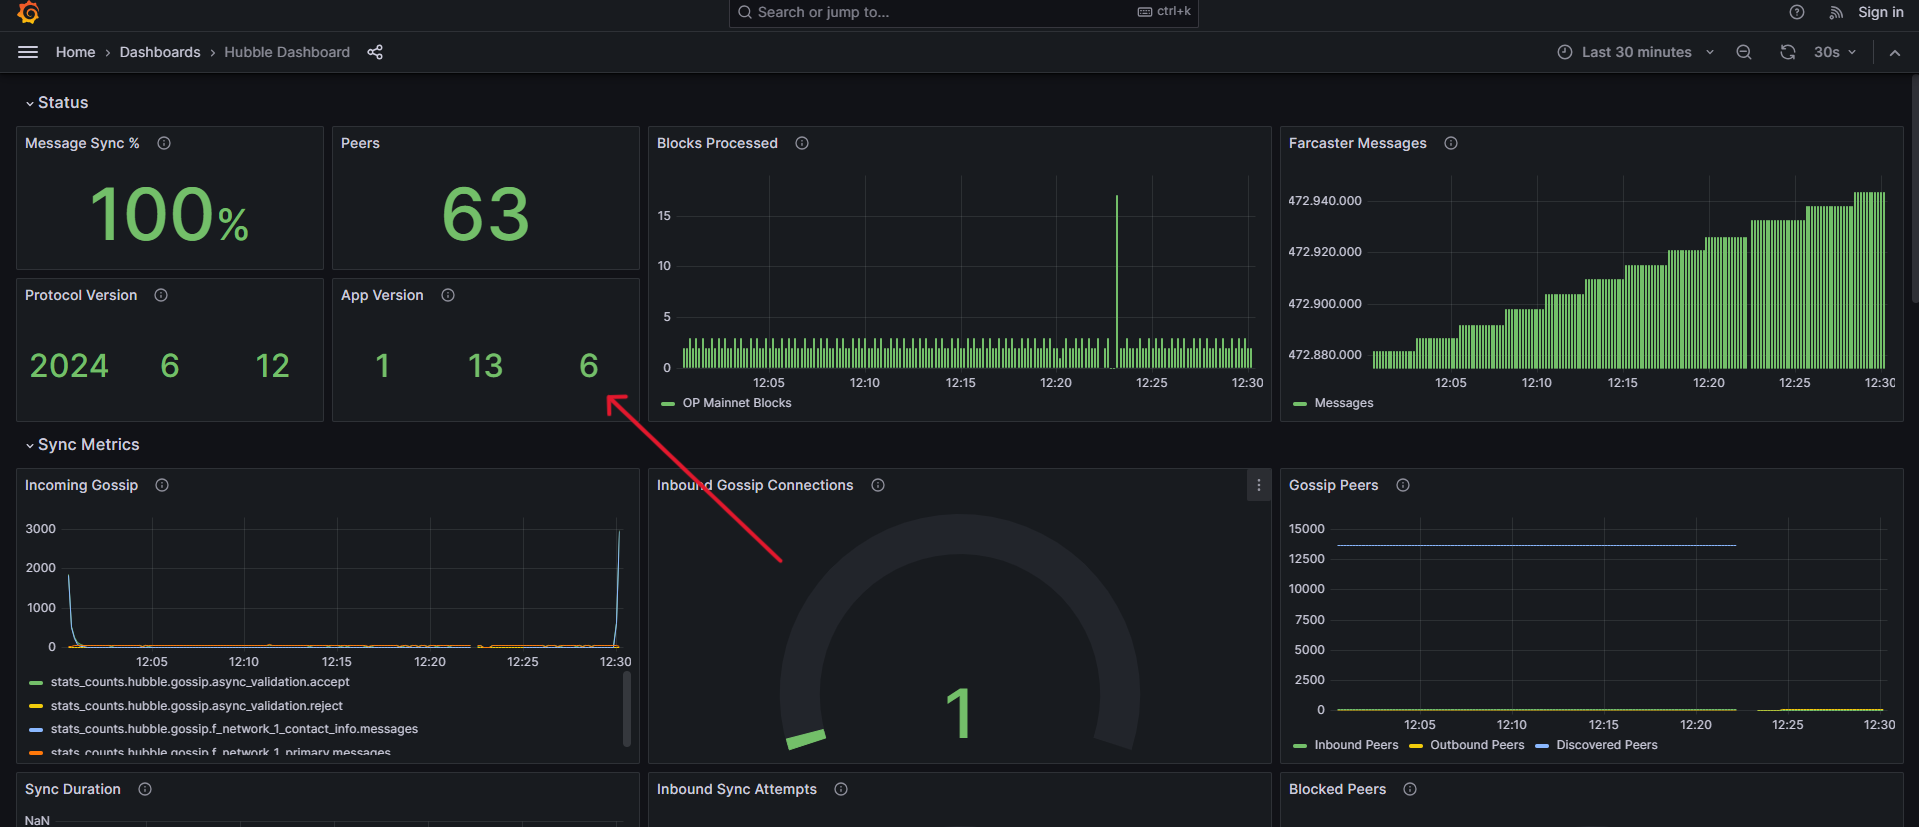 Search or jump to... ctrl+k Sign in
Home › Dashboards › Hubble Dashboard Last 30 minutes 30s
Status
Message Sync %
100%
Peers
63
Protocol Version
2024 6 12
App Version
1 13 6
Blocks Processed
15
10
5
0
12:05 12:10 12:15 12:20 12:25 12:30
OP Mainnet Blocks
Farcaster Messages
472.940.000
472.920.000
472.900.000
472.880.000
12:05 12:10 12:15 12:20 12:25 12:30
Messages
Sync Metrics
Incoming Gossip
3000
2000
1000
0
12:05 12:10 12:15 12:20 12:25 12:30
stats_counts.hubble.gossip.async_validation.accept
stats_counts.hubble.gossip.async_validation.reject
stats_counts.hubble.gossip.f_network_1_contact_info.messages
stats_counts.hubble.gossip.f_network_1_primary.messages
Inbound Gossip Connections
1
Gossip Peers
15000
12500
10000
7500
5000
2500
0
12:05 12:10 12:15 12:20 12:25 12:30
Inbound Peers Outbound Peers Discovered Peers
Sync Duration
NaN
Inbound Sync Attempts
Blocked Peers